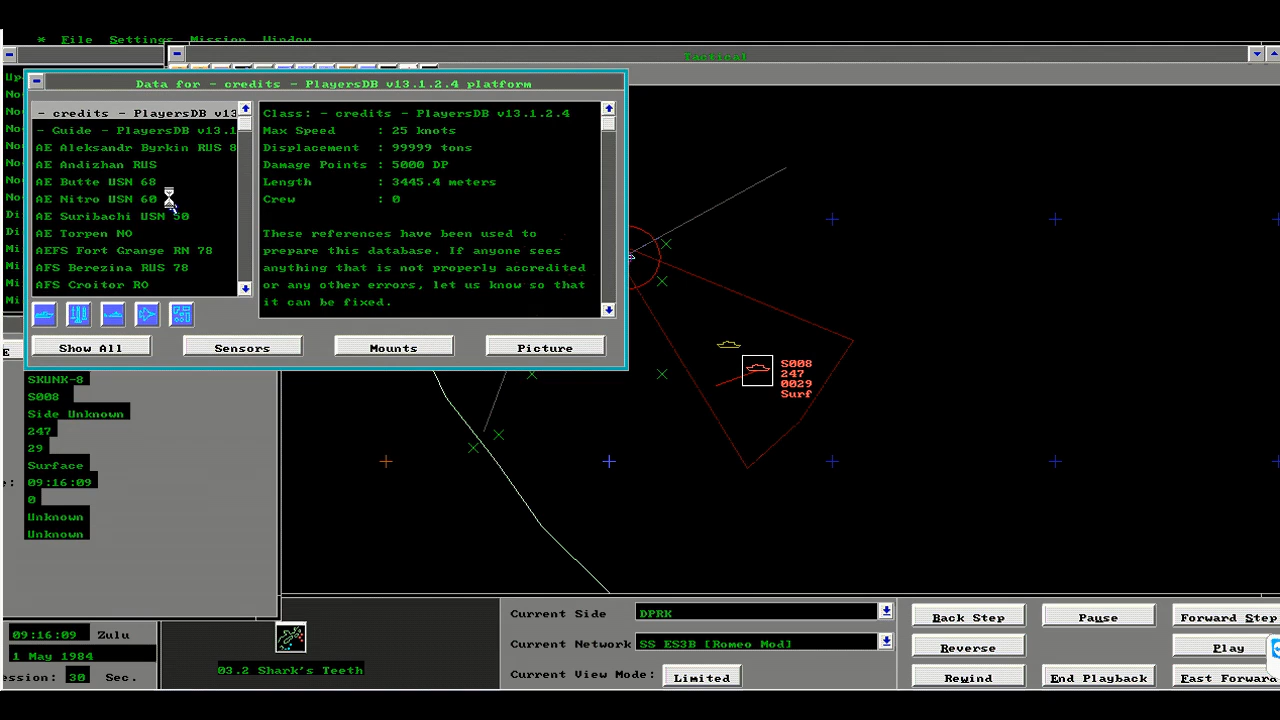 * File Settings Mission Window
Tactical
Data for - credits - PlayersDB v13.1.2.4 platform
- credits - PlayersDB v13
- Guide - PlayersDB v13.1
AE Aleksandr Byrkin RUS 8
AE Andizhan RUS
AE Butte USN 68
AE Nitro USN 60
AE Suribachi USN 50
AE Torpen NO
AEFS Fort Grange RN 78
AFS Berezina RUS 78
AFS Croitor RO
Class: - credits - PlayersDB v13.1.2.4
Max Speed : 25 knots
Displacement : 99999 tons
Damage Points : 5000 DP
Length : 3445.4 meters
Crew : 0
These references have been used to
prepare this database. If anyone sees
anything that is not properly accredited
or any other errors, let us know so that
it can be fixed.
Show All
Sensors
Mounts
Picture
S008
247
0029
Surf
SKUNK-8
S008
Side Unknown
247
29
Surface
e: 09:16:09
0
Unknown
Unknown
09:16:09 Zulu
1 May 1984
ession: 30 Sec.
03.2 Shark's Teeth
Current Side DPRK
Current Network SS ES3B [Romeo Mod]
Current View Mode: Limited
Back Step
Pause
Forward Step
Reverse
Play
Rewind
End Playback